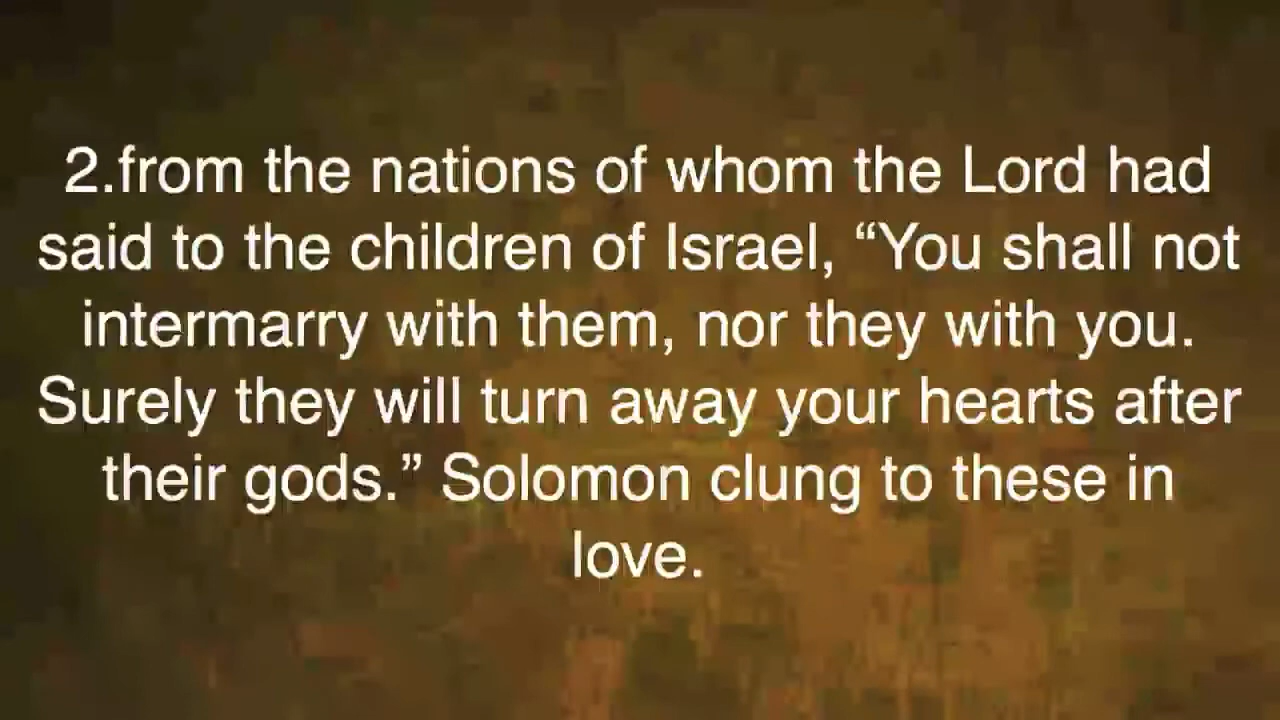 2.from the nations of whom the Lord had
said to the children of Israel, “You shall not
intermarry with them, nor they with you.
Surely they will turn away your hearts after
their gods.” Solomon clung to these in
love.